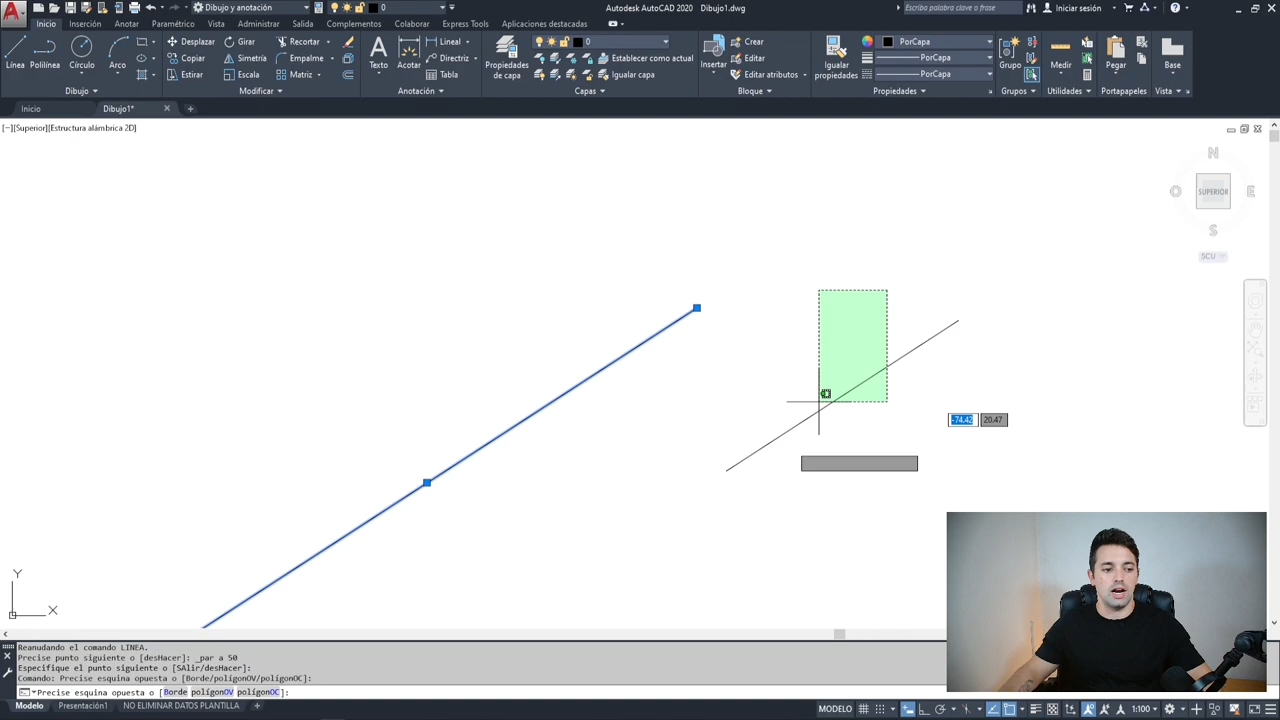 Dibujo y anotación
0
Autodesk AutoCAD 2020 Dibujo1.dwg
Escriba palabra clave o frase
Iniciar sesión
Inicio Inserción Anotar Paramétrico Vista Administrar Salida Complementos Colaborar Express Tools Aplicaciones destacadas
Línea Polilínea Círculo Arco
Desplazar Girar Recortar
Copiar Simetría Empalme
Estirar Escala Matriz
Texto Acotar
Lineal
Directriz
Tabla
Propiedades de capa
0
Establecer como actual
Igualar capa
Insertar
Crear
Editar
Editar atributos
Igualar propiedades
PorCapa
PorCapa
PorCapa
Grupo Medir Pegar Base
Dibujo Modificar Anotación Capas Bloque Propiedades Grupos Utilidades Portapapeles Vista
Inicio Dibujo1*
[−][Superior][Estructura alámbrica 2D]
N
O SUPERIOR E
S
SCU
-74.42 20.47
Y
X
Reanudando el comando LINEA.
Precise punto siguiente o [desHacer]: _par a 50
Especifique el punto siguiente o [SAlir/desHacer]:
Comando: Precise esquina opuesta o [Borde/polígonOV/polígonOC]:
Precise esquina opuesta o [Borde polígonOV polígonOC]:
Modelo Presentación1 NO ELIMINAR DATOS PLANTILLA
MODELO
1:100